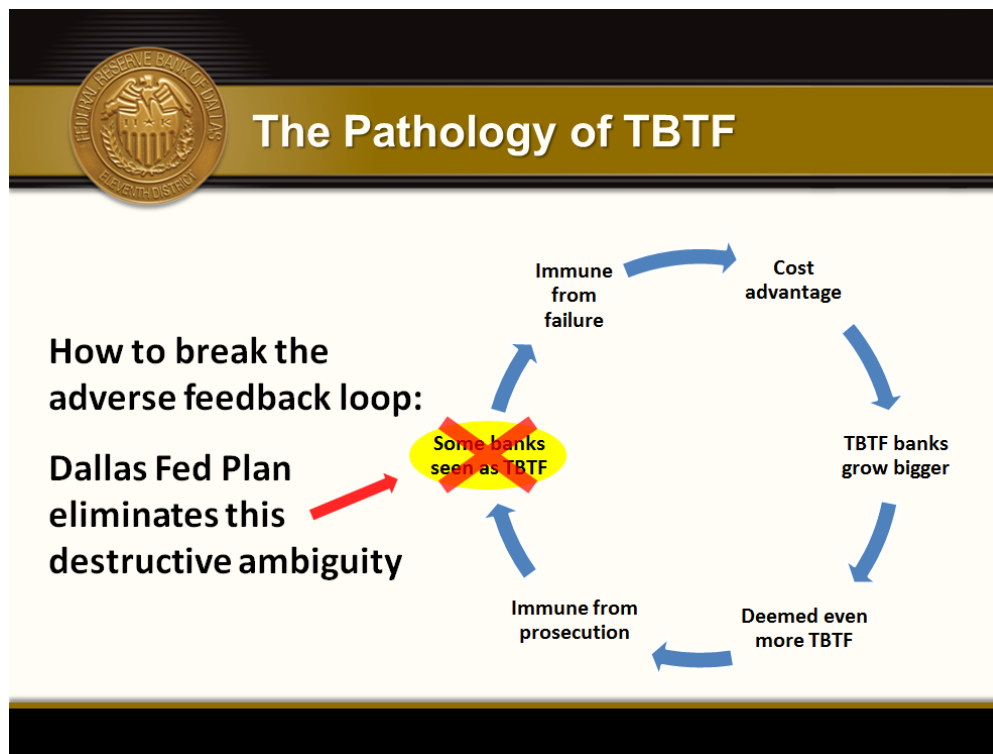 FEDERAL RESERVE BANK OF DALLAS
ELEVENTH DISTRICT
The Pathology of TBTF
How to break the
adverse feedback loop:
Dallas Fed Plan
eliminates this
destructive ambiguity
Some banks
seen as TBTF
Immune
from
failure
Cost
advantage
TBTF banks
grow bigger
Deemed even
more TBTF
Immune from
prosecution